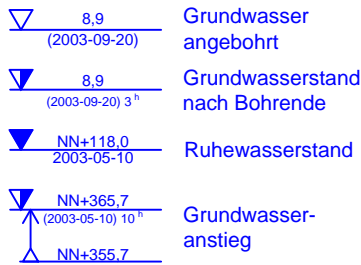 8,9
(2003-09-20)
Grundwasser
angebohrt
8,9
(2003-09-20) 3 h
Grundwasserstand
nach Bohrende
NN+118,0
2003-05-10
Ruhewasserstand
NN+365,7
(2003-05-10) 10 h
NN+355,7
Grundwasser-
anstieg